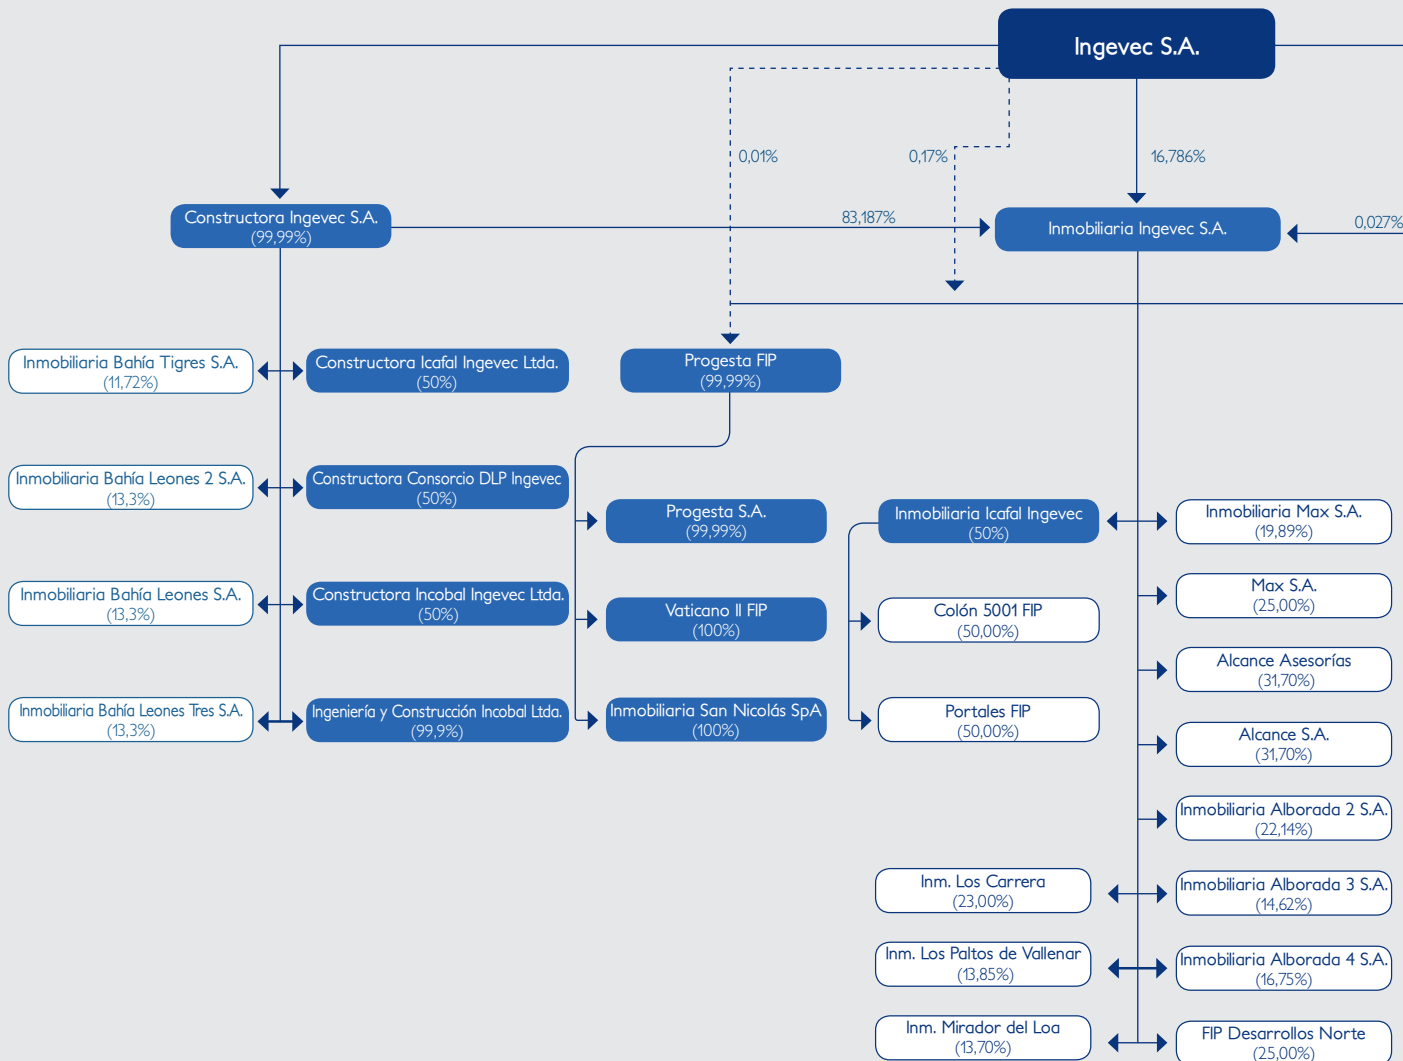 Ingevec S.A.
0,01%
0,17%
16,786%
Constructora Ingevec S.A.
(99,99%)
83,187%
Inmobiliaria Ingevec S.A.
0,027%
Inmobiliaria Bahía Tigres S.A.
(11,72%)
Constructora Icafal Ingevec Ltda.
(50%)
Progesta FIP
(99,99%)
Inmobiliaria Bahía Leones 2 S.A.
(13,3%)
Constructora Consorcio DLP Ingevec
(50%)
Progesta S.A.
(99,99%)
Inmobiliaria Icafal Ingevec
(50%)
Inmobiliaria Max S.A.
(19,89%)
Inmobiliaria Bahía Leones S.A.
(13,3%)
Constructora Incobal Ingevec Ltda.
(50%)
Vaticano II FIP
(100%)
Colón 5001 FIP
(50,00%)
Max S.A.
(25,00%)
Alcance Asesorías
(31,70%)
Inmobiliaria Bahía Leones Tres S.A.
(13,3%)
Ingeniería y Construcción Incobal Ltda.
(99,9%)
Inmobiliaria San Nicolás SpA
(100%)
Portales FIP
(50,00%)
Alcance S.A.
(31,70%)
Inmobiliaria Alborada 2 S.A.
(22,14%)
Inm. Los Carrera
(23,00%)
Inmobiliaria Alborada 3 S.A.
(14,62%)
Inm. Los Paltos de Vallenar
(13,85%)
Inmobiliaria Alborada 4 S.A.
(16,75%)
Inm. Mirador del Loa
(13,70%)
FIP Desarrollos Norte
(25,00%)